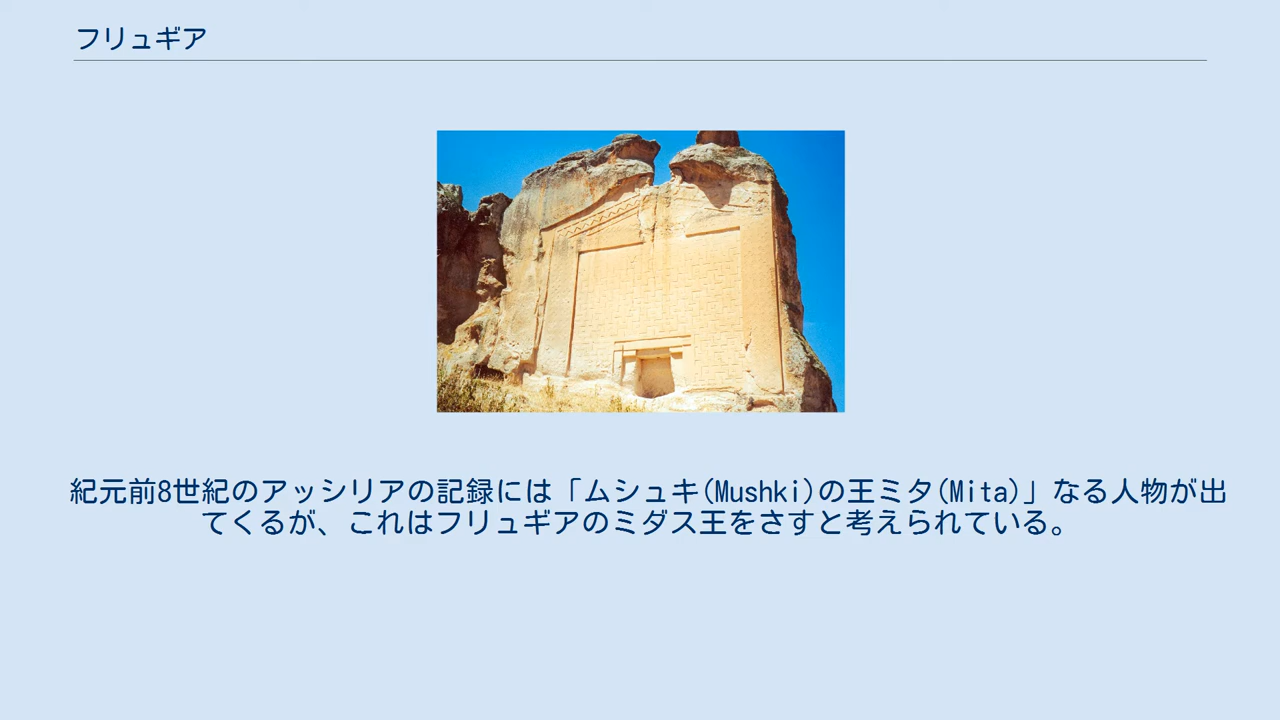 フリュギア
紀元前8世紀のアッシリアの記録には「ムシュキ(Mushki)の王ミタ(Mita)」なる人物が出
てくるが、これはフリュギアのミダス王をさすと考えられている。